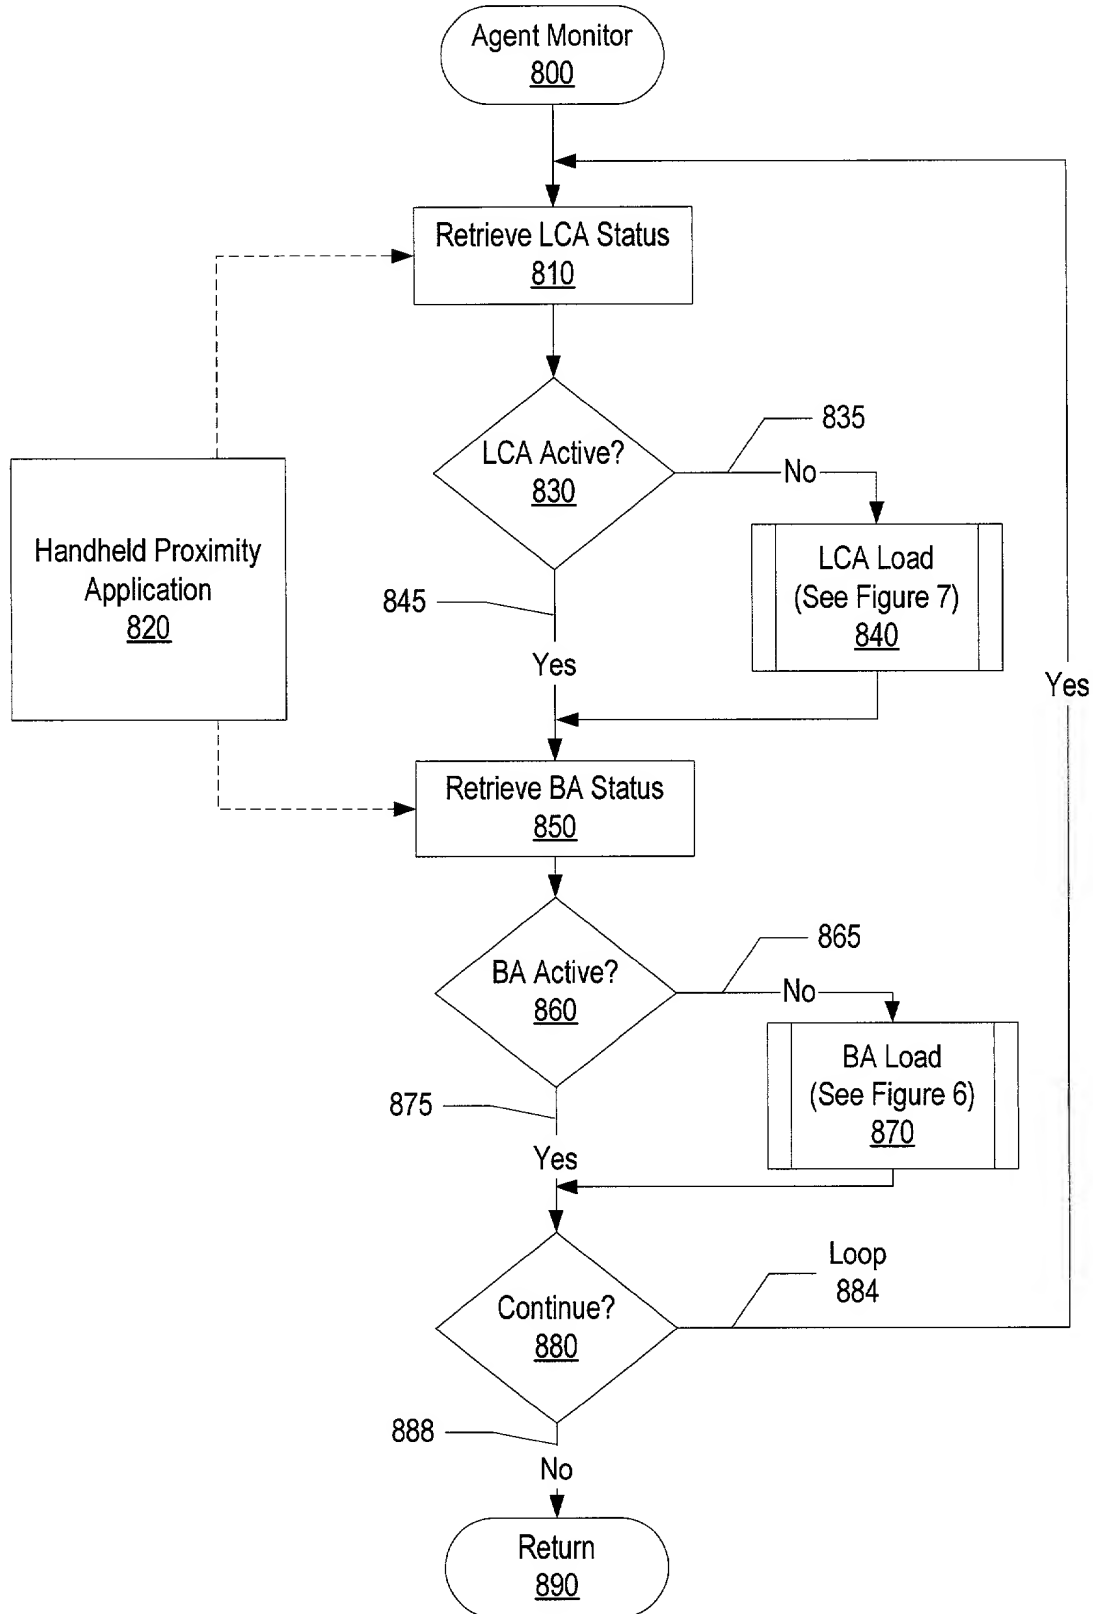 Agent Monitor
800
Retrieve LCA Status
810
LCA Active?
830
835
No
LCA Load
(See Figure 7)
840
Handheld Proximity
Application
820
845
Yes
Yes
Retrieve BA Status
850
BA Active?
860
865
No
BA Load
(See Figure 6)
870
875
Yes
Loop
884
Continue?
880
888
No
Return
890